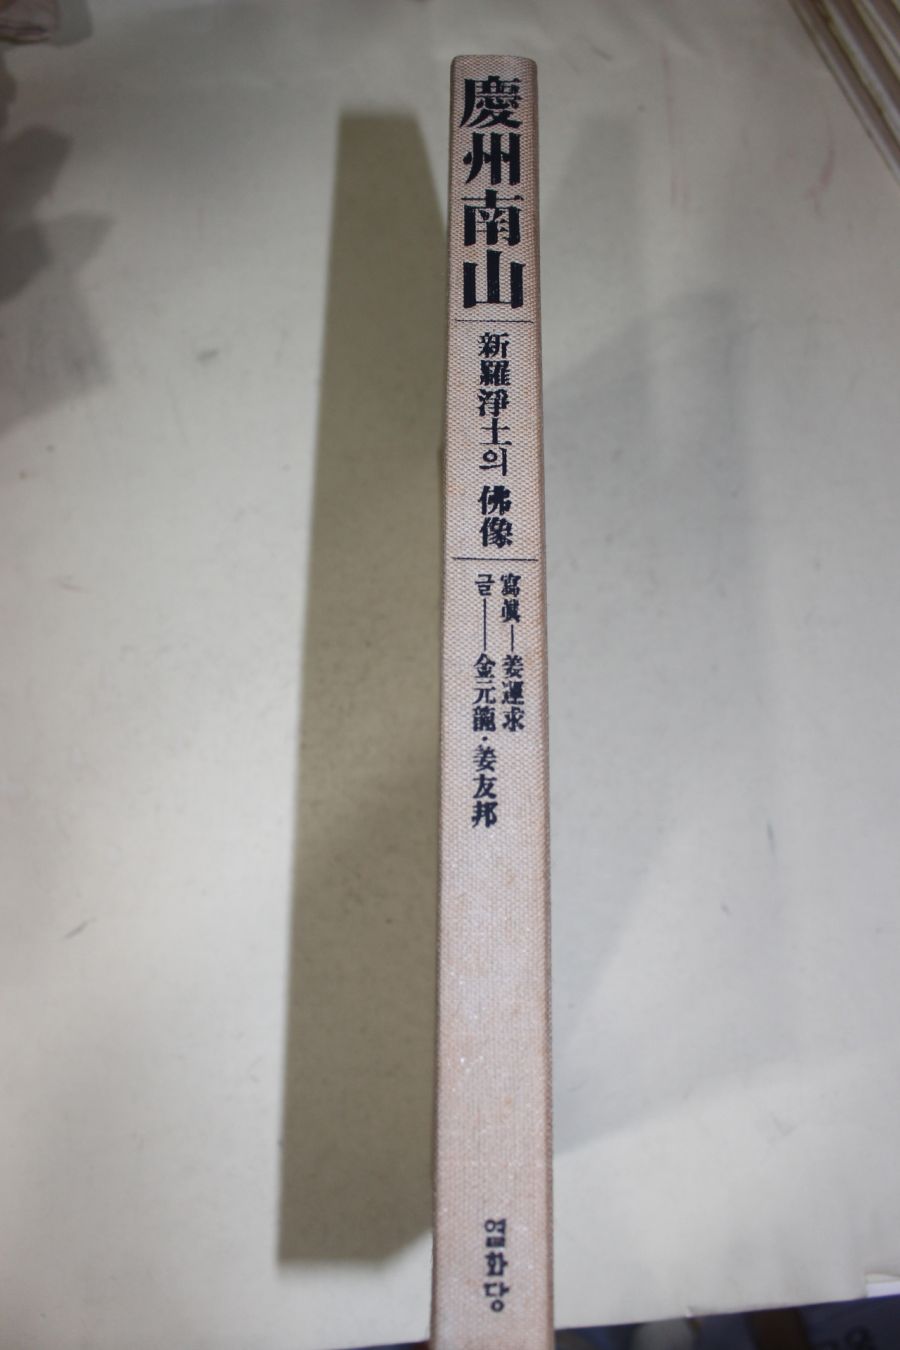 慶州南山
新羅淨土의 佛像
寫眞—姜運求
글—金元龍·姜友邦
열화당